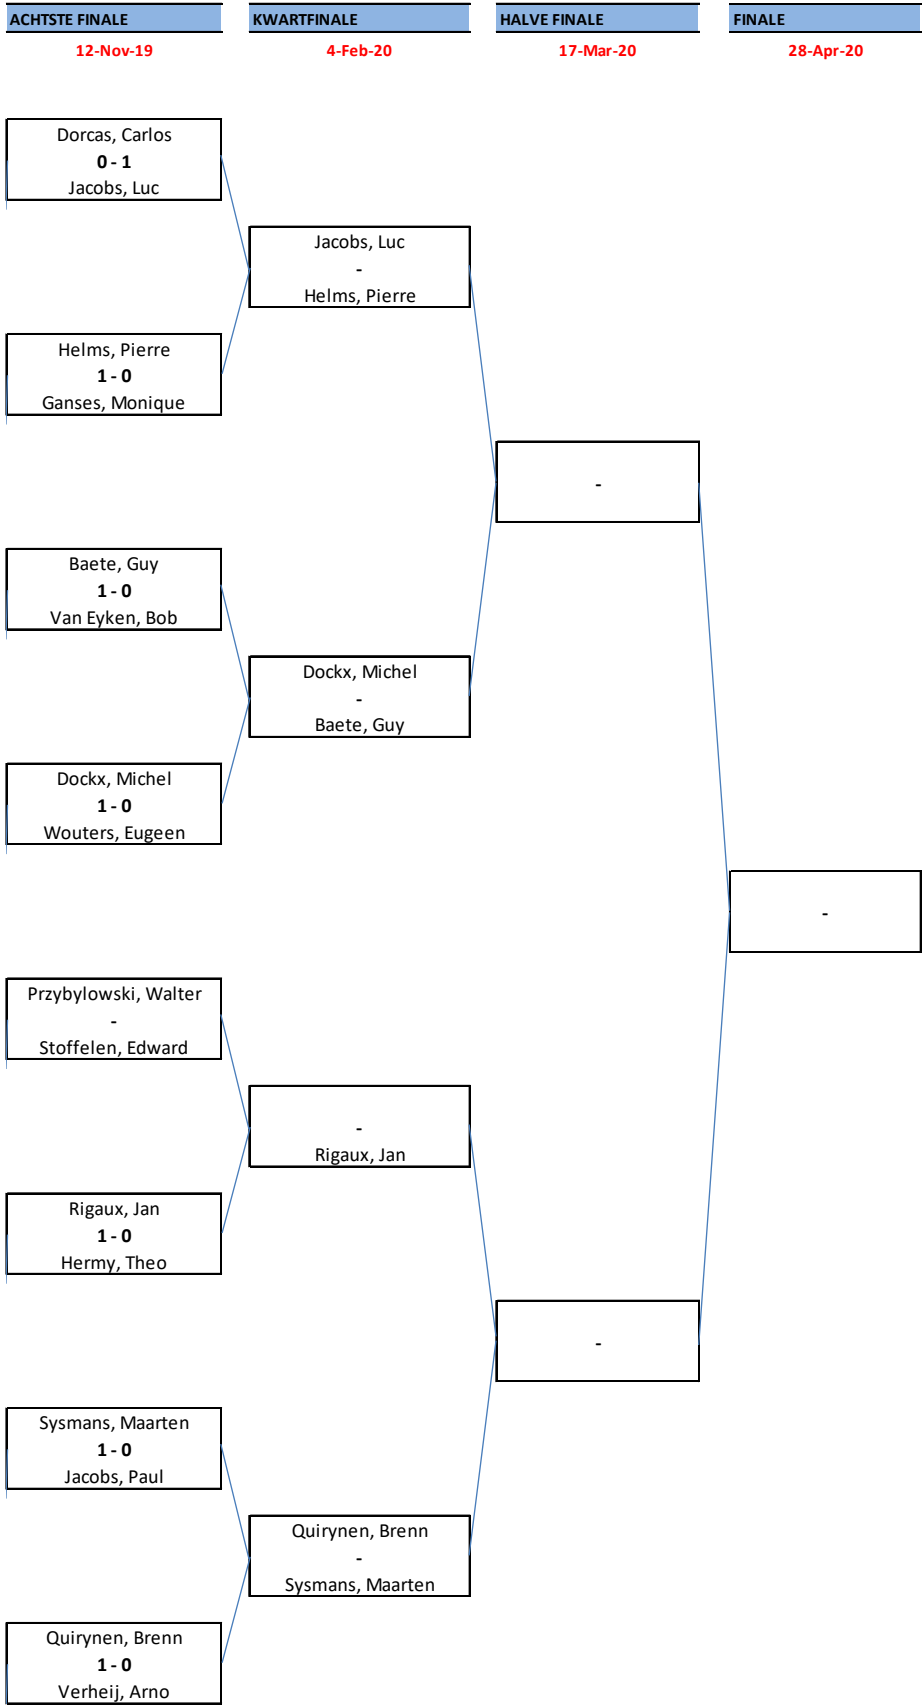 ACHTSTE FINALE
12-Nov-19
Dorcas, Carlos
0 - 1
Jacobs, Luc
Helms, Pierre
1 - 0
Ganses, Monique
Baete, Guy
1 - 0
Van Eyken, Bob
Dockx, Michel
1 - 0
Wouters, Eugeen
Przybylowski, Walter
-
Stoffelen, Edward
Rigaux, Jan
1 - 0
Hermy, Theo
Sysmans, Maarten
1 - 0
Jacobs, Paul
Quirynen, Brenn
1 - 0
Verheij, Arno
KWARTFINALE
4-Feb-20
Jacobs, Luc
-
Helms, Pierre
Dockx, Michel
-
Baete, Guy
-
Rigaux, Jan
Quirynen, Brenn
-
Sysmans, Maarten
HALVE FINALE
17-Mar-20
-
-
FINALE
28-Apr-20
-